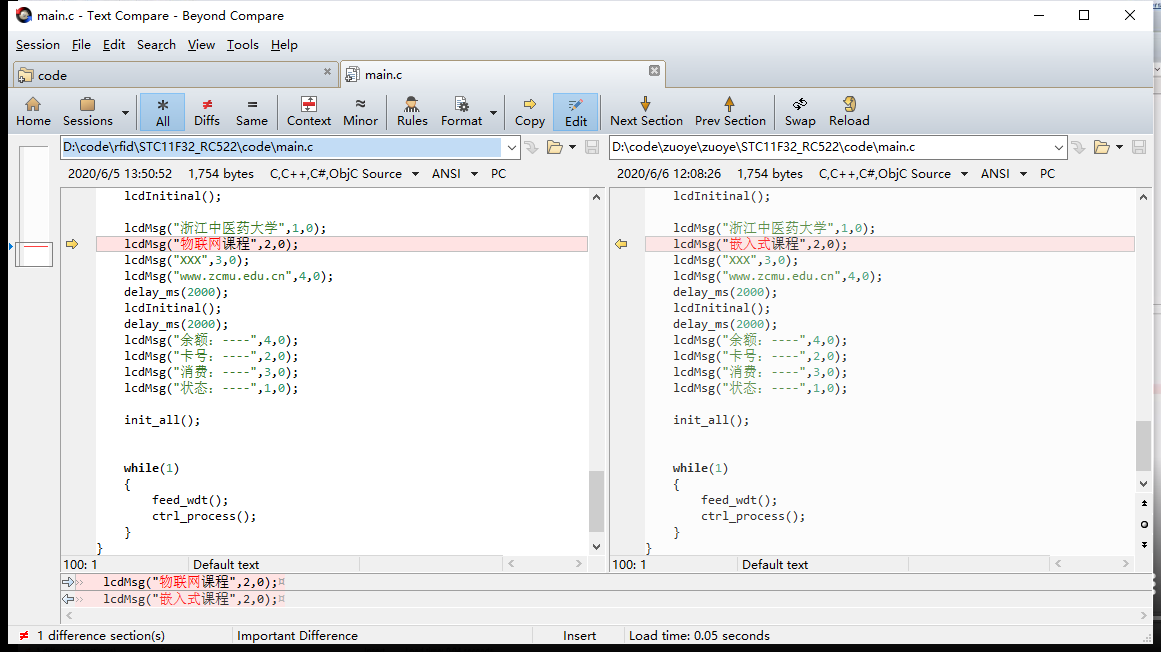 main.c - Text Compare - Beyond Compare
Session File Edit Search View Tools Help
code
main.c
Home Sessions All Diffs Same Context Minor Rules Format Copy Edit Next Section Prev Section Swap Reload
D:\code\rfid\STC11F32_RC522\code\main.c
D:\code\zuoye\zuoye\STC11F32_RC522\code\main.c
2020/6/5 13:50:52 1,754 bytes C,C++,C#,ObjC Source ANSI PC
2020/6/6 12:08:26 1,754 bytes C,C++,C#,ObjC Source ANSI PC
lcdInitinal();
lcdMsg("浙江中医药大学",1,0);
lcdMsg("物联网课程",2,0);
lcdMsg("XXX",3,0);
lcdMsg("www.zcmu.edu.cn",4,0);
delay_ms(2000);
lcdInitinal();
delay_ms(2000);
lcdMsg("余额：----",4,0);
lcdMsg("卡号：----",2,0);
lcdMsg("消费：----",3,0);
lcdMsg("状态：----",1,0);
init_all();
while(1)
{
feed_wdt();
ctrl_process();
}
}
100: 1 Default text
lcdInitinal();
lcdMsg("浙江中医药大学",1,0);
lcdMsg("嵌入式课程",2,0);
lcdMsg("XXX",3,0);
lcdMsg("www.zcmu.edu.cn",4,0);
delay_ms(2000);
lcdInitinal();
delay_ms(2000);
lcdMsg("余额：----",4,0);
lcdMsg("卡号：----",2,0);
lcdMsg("消费：----",3,0);
lcdMsg("状态：----",1,0);
init_all();
while(1)
{
feed_wdt();
ctrl_process();
}
}
100: 1 Default text
lcdMsg("物联网课程",2,0);¤
lcdMsg("嵌入式课程",2,0);¤
1 difference section(s) Important Difference Insert Load time: 0.05 seconds